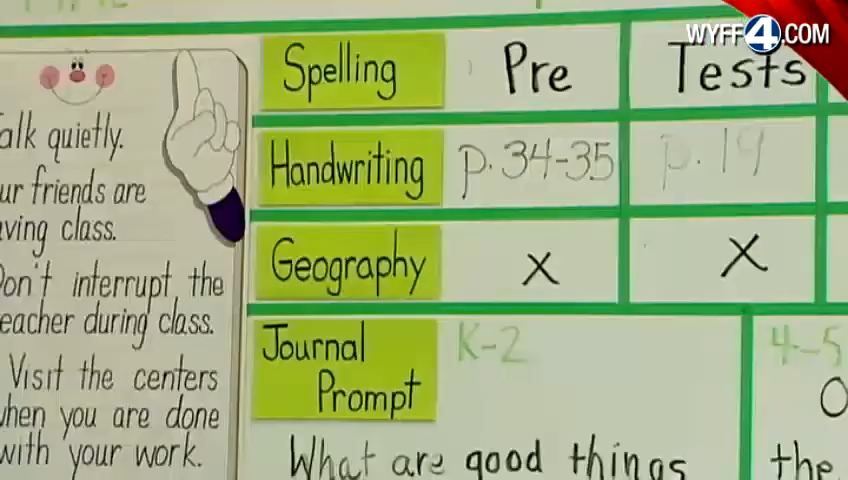 WYFF4.COM
Spelling Pre Tests
Handwriting p. 34-35 p. 19
Geography X X
Journal K-2 4-5
Prompt
What are good things the
alk quietly.
ur friends are
aving class.
Don't interrupt the
eacher during class.
Visit the centers
when you are done
with your work.